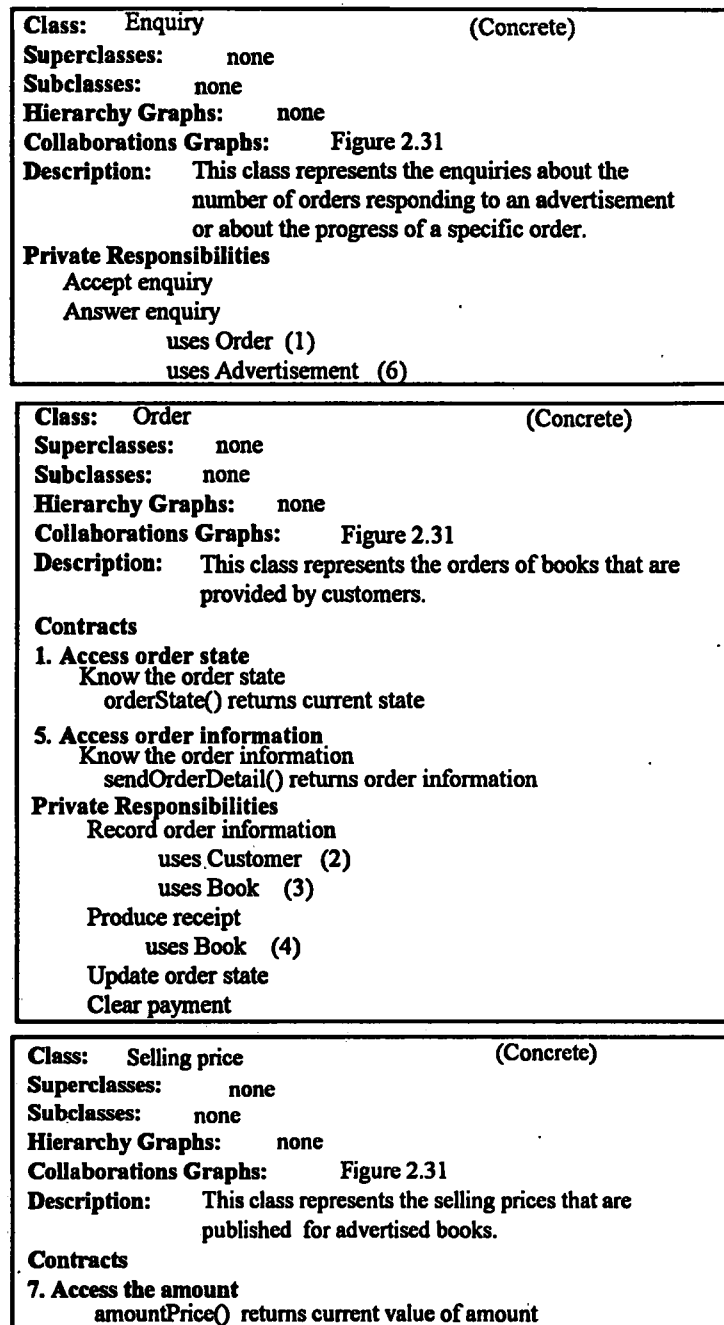 Class: Enquiry (Concrete)
Superclasses: none
Subclasses: none
Hierarchy Graphs: none
Collaborations Graphs: Figure 2.31
Description: This class represents the enquiries about the
number of orders responding to an advertisement
or about the progress of a specific order.
Private Responsibilities
Accept enquiry
Answer enquiry
uses Order (1)
uses Advertisement (6)
Class: Order (Concrete)
Superclasses: none
Subclasses: none
Hierarchy Graphs: none
Collaborations Graphs: Figure 2.31
Description: This class represents the orders of books that are
provided by customers.
Contracts
1. Access order state
Know the order state
orderState() returns current state
5. Access order information
Know the order information
sendOrderDetail() returns order information
Private Responsibilities
Record order information
uses Customer (2)
uses Book (3)
Produce receipt
uses Book (4)
Update order state
Clear payment
Class: Selling price (Concrete)
Superclasses: none
Subclasses: none
Hierarchy Graphs: none
Collaborations Graphs: Figure 2.31
Description: This class represents the selling prices that are
published for advertised books.
Contracts
7. Access the amount
amountPrice() returns current value of amount